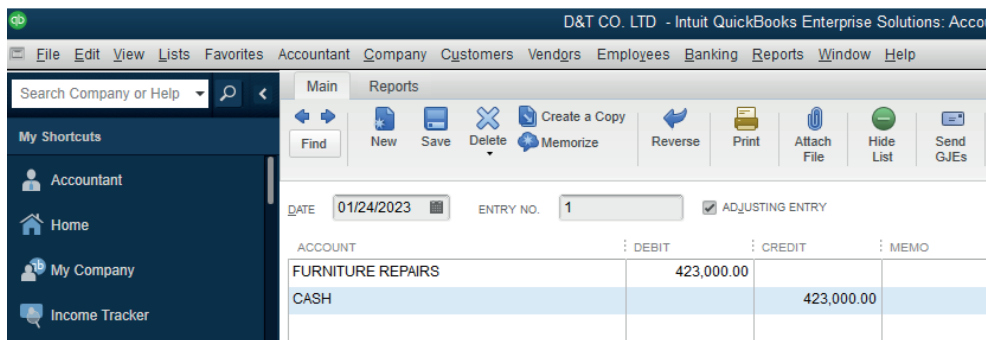 qb
D&T CO. LTD - Intuit QuickBooks Enterprise Solutions: Acco
File Edit View Lists Favorites Accountant Company Customers Vendors Employees Banking Reports Window Help
Search Company or Help
Main Reports
My Shortcuts
Find New Save Delete Create a Copy
Memorize
Reverse Print Attach File Hide List Send GJEs
Accountant
Home
My Company
Income Tracker
DATE 01/24/2023 ENTRY NO. 1 ADJUSTING ENTRY
ACCOUNT DEBIT CREDIT MEMO
FURNITURE REPAIRS 423,000.00
CASH 423,000.00